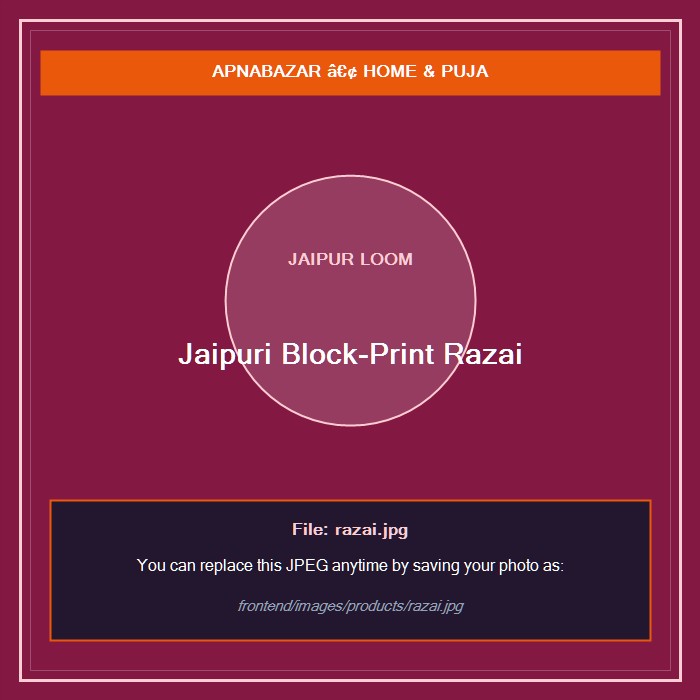 APNABAZAR â€¢ HOME & PUJA
JAIPUR LOOM
Jaipuri Block-Print Razai
File: razai.jpg
You can replace this JPEG anytime by saving your photo as:
frontend/images/products/razai.jpg